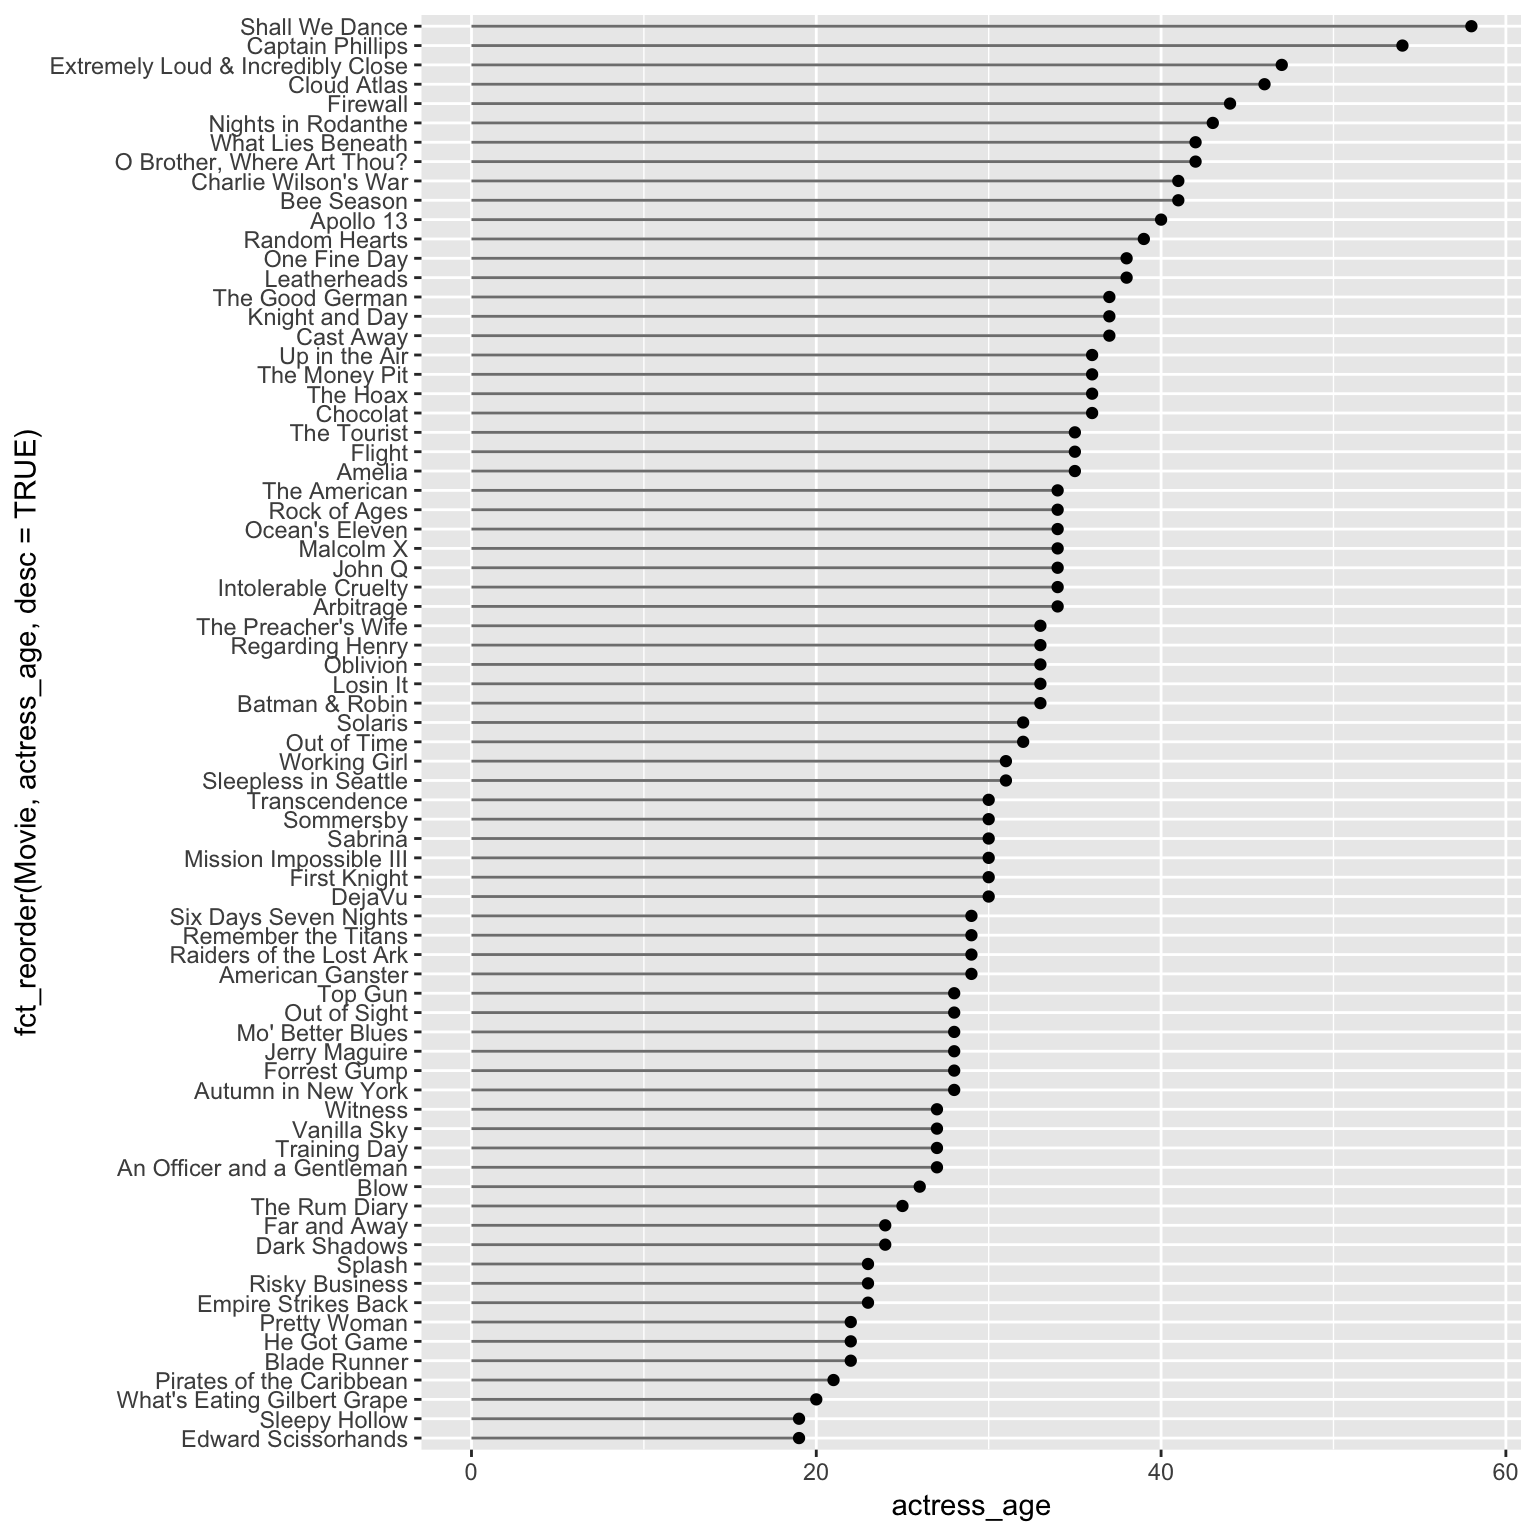 Shall We Dance
Captain Phillips
Extremely Loud & Incredibly Close
Cloud Atlas
Firewall
Nights in Rodanthe
What Lies Beneath
O Brother, Where Art Thou?
Charlie Wilson's War
Bee Season
Apollo 13
Random Hearts
One Fine Day
Leatherheads
The Good German
Knight and Day
Cast Away
Up in the Air
The Money Pit
The Hoax
Chocolat
The Tourist
Flight
Amelia
The American
Rock of Ages
Ocean's Eleven
Malcolm X
John Q
Intolerable Cruelty
Arbitrage
The Preacher's Wife
Regarding Henry
Oblivion
Losin It
Batman & Robin
Solaris
Out of Time
Working Girl
Sleepless in Seattle
Transcendence
Sommersby
Sabrina
Mission Impossible III
First Knight
DejaVu
Six Days Seven Nights
Remember the Titans
Raiders of the Lost Ark
American Ganster
Top Gun
Out of Sight
Mo' Better Blues
Jerry Maguire
Forrest Gump
Autumn in New York
Witness
Vanilla Sky
Training Day
An Officer and a Gentleman
Blow
The Rum Diary
Far and Away
Dark Shadows
Splash
Risky Business
Empire Strikes Back
Pretty Woman
He Got Game
Blade Runner
Pirates of the Caribbean
What's Eating Gilbert Grape
Sleepy Hollow
Edward Scissorhands
fct_reorder(Movie, actress_age, desc = TRUE)
0 20 40 60
actress_age